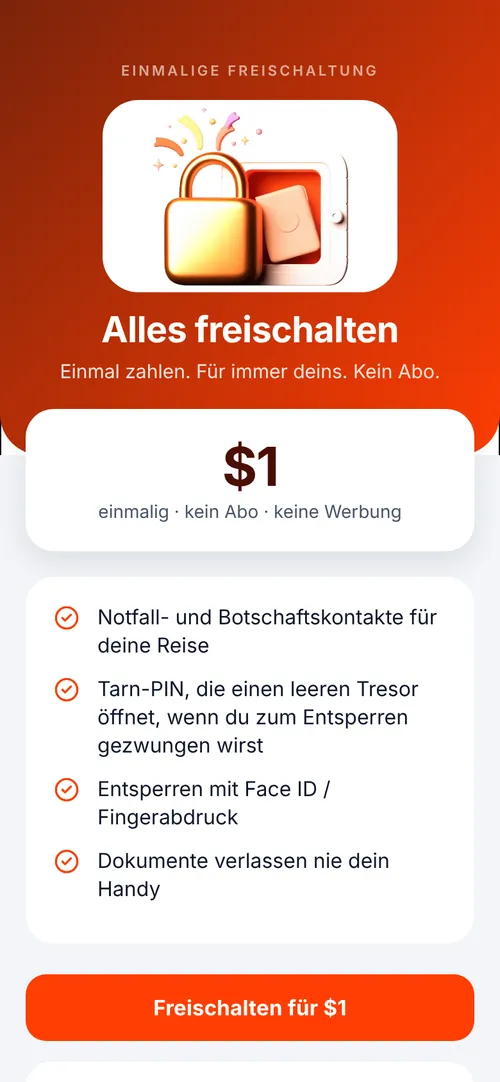 EINMALIGE FREISCHALTUNG
Alles freischalten
Einmal zahlen. Für immer deins. Kein Abo.
$1
einmalig · kein Abo · keine Werbung
Notfall- und Botschaftskontakte für
deine Reise
Tarn-PIN, die einen leeren Tresor
öffnet, wenn du zum Entsperren
gezwungen wirst
Entsperren mit Face ID /
Fingerabdruck
Dokumente verlassen nie dein
Handy
Freischalten für $1